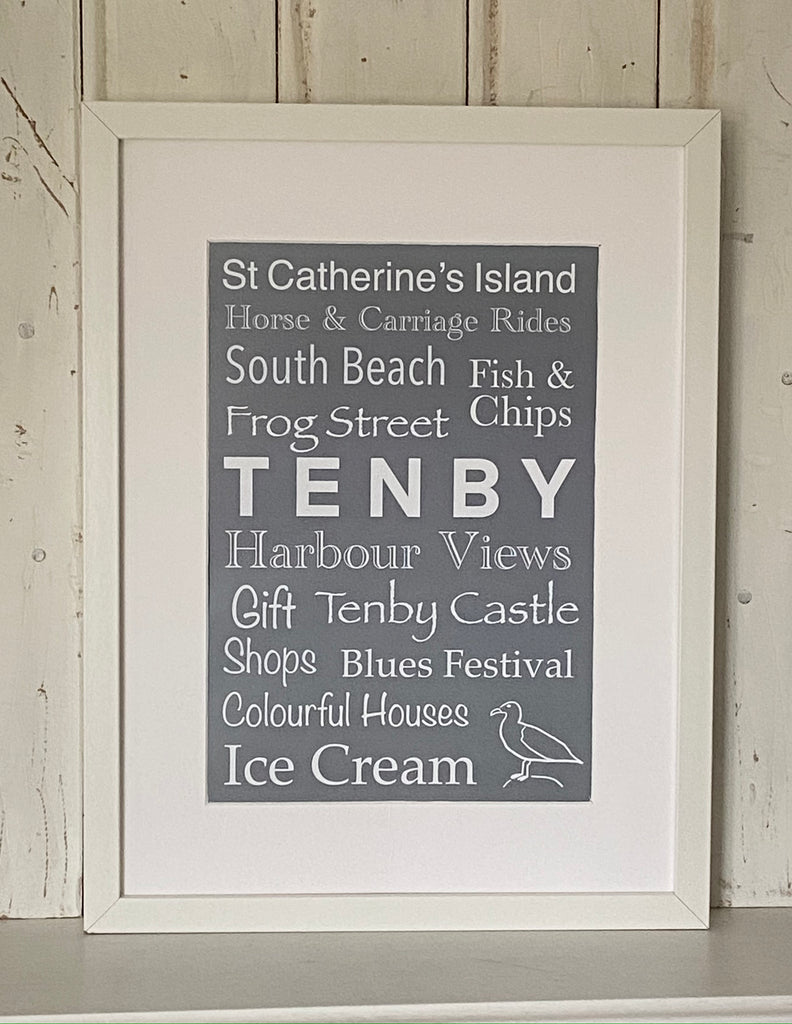 St Catherine's Island
Horse & Carriage Rides
South Beach
Fish &
Chips
Frog Street
TENBY
Harbour Views
Gift
Shops
Tenby Castle
Blues Festival
Colourful Houses
Ice Cream